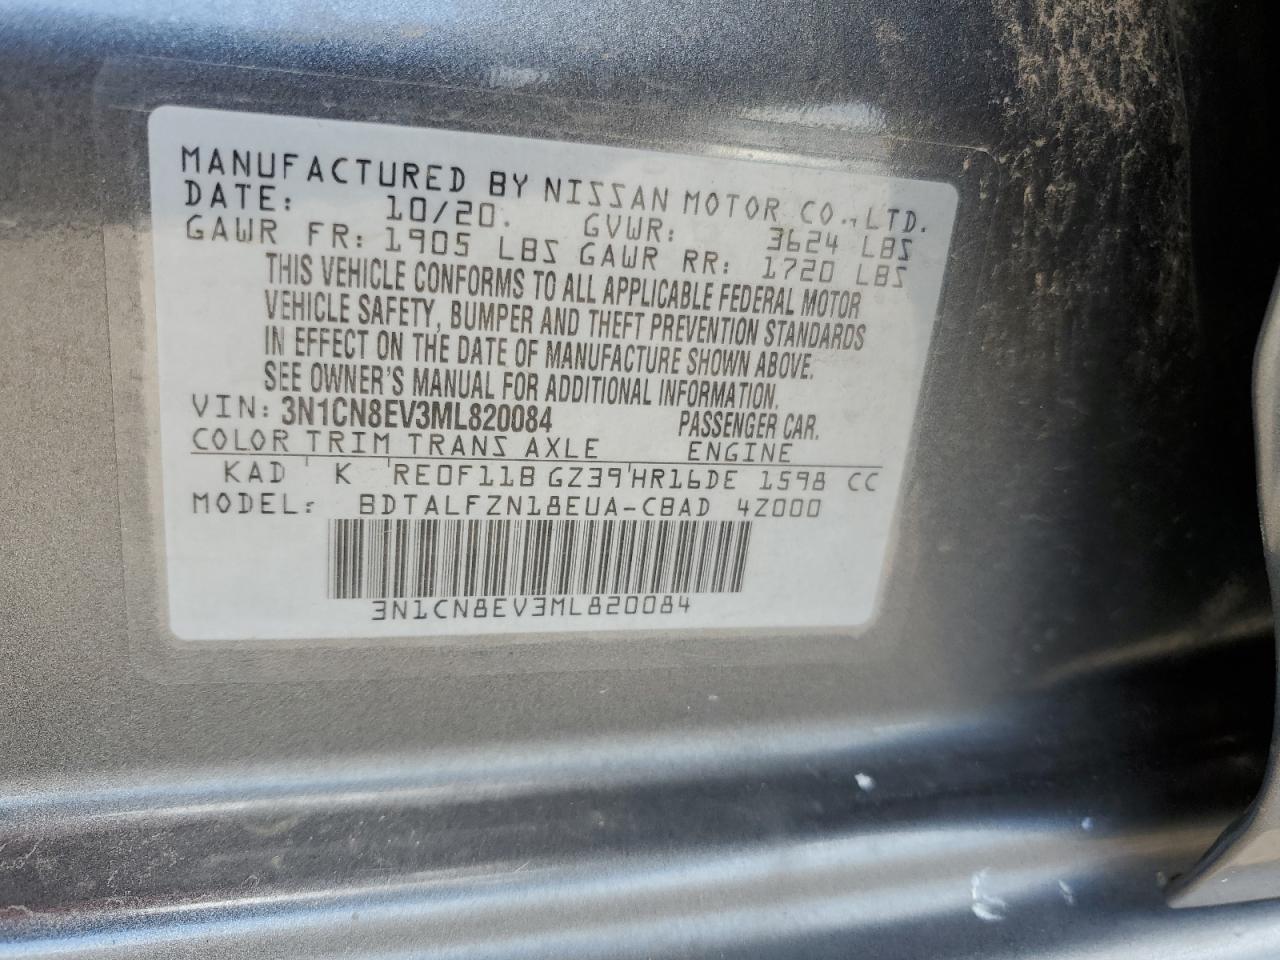 MANUFACTURED BY NISSAN MOTOR CO., LTD.
DATE: 10/20. GVWR: 3624 LBS
GAWR FR: 1905 LBS GAWR RR: 1720 LBS
THIS VEHICLE CONFORMS TO ALL APPLICABLE FEDERAL MOTOR
VEHICLE SAFETY, BUMPER AND THEFT PREVENTION STANDARDS
IN EFFECT ON THE DATE OF MANUFACTURE SHOWN ABOVE.
SEE OWNER'S MANUAL FOR ADDITIONAL INFORMATION.
VIN: 3N1CN8EV3ML820084 PASSENGER CAR.
COLOR TRIM TRANS AXLE ENGINE
KAD K RE0F11B GZ39 HR16DE 1598 CC
MODEL: BDTALFZN18EUA-C8AD 4Z000
3N1CN8EV3ML820084